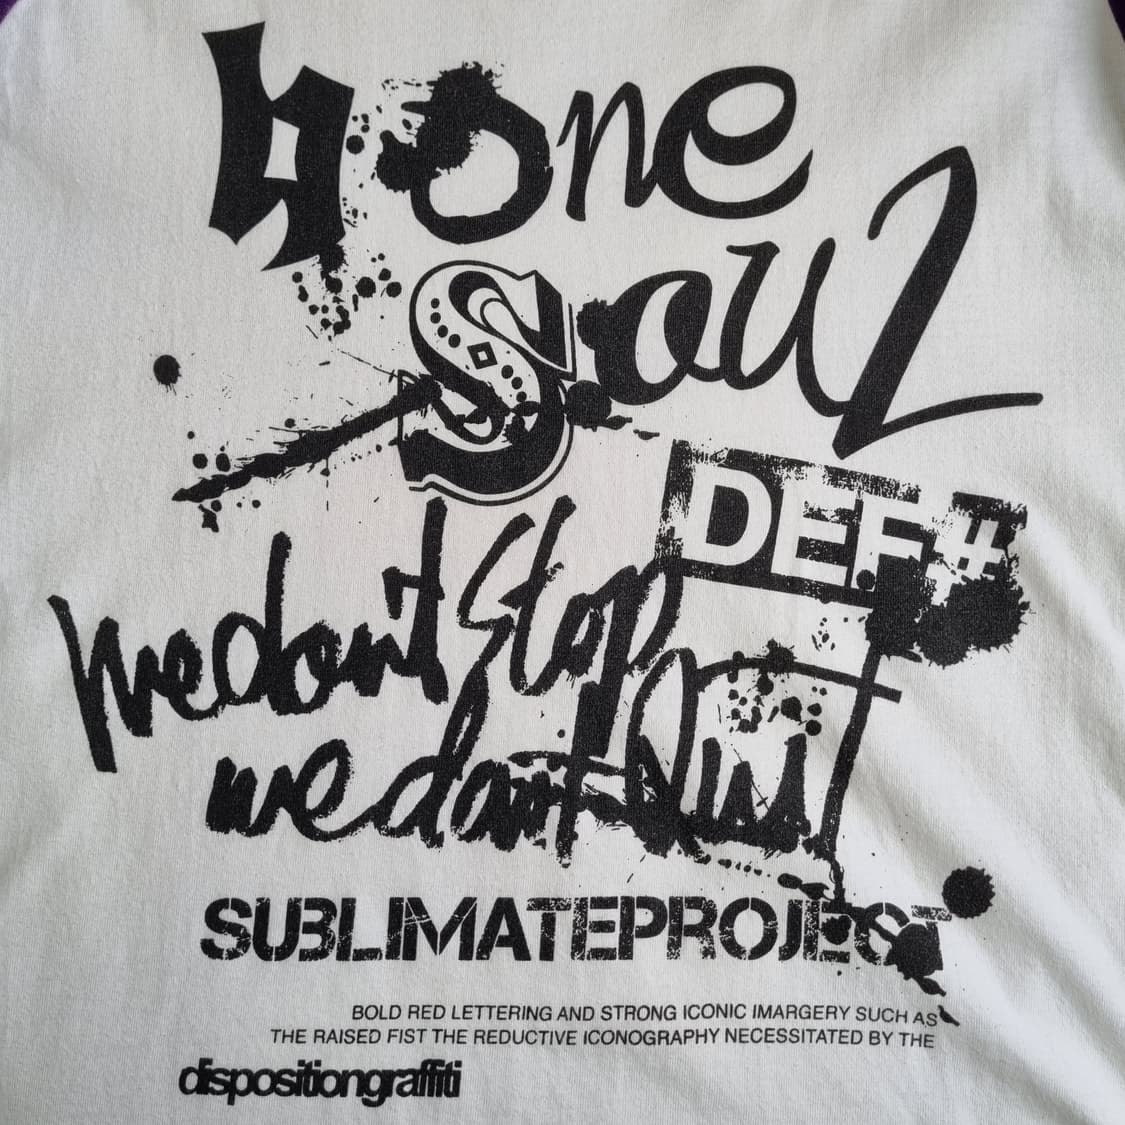 one
soul
DEF.#
we don't stop
we don't Quit
SUBLIMATEPROJECT
BOLD RED LETTERING AND STRONG ICONIC IMARGERY SUCH AS
THE RAISED FIST THE REDUCTIVE ICONOGRAPHY NECESSITATED BY THE
dispositiongraffiti